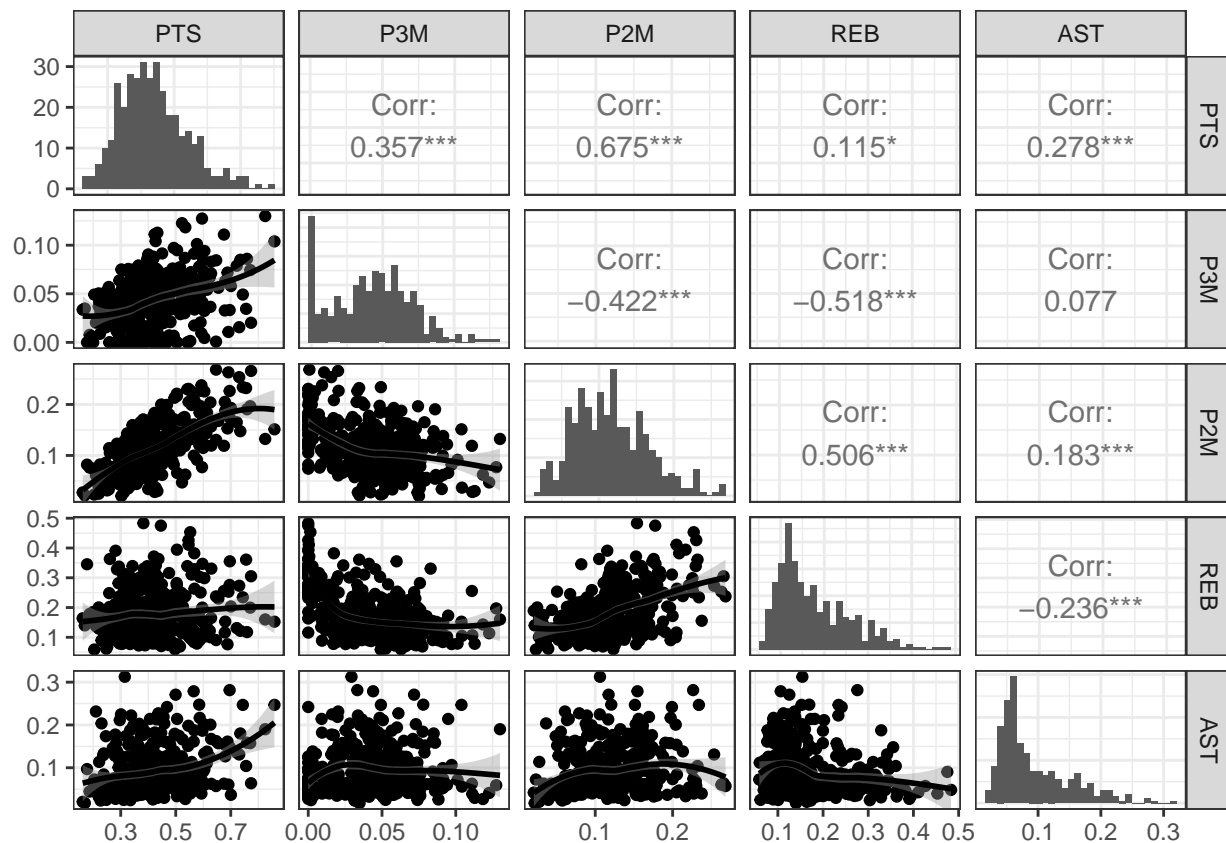 PTS P3M P2M REB AST
30
20
10
0
Corr:
0.357***
Corr:
0.675***
Corr:
0.115*
Corr:
0.278***
PTS
0.10
0.05
0.00
Corr:
−0.422***
Corr:
−0.518***
Corr:
0.077
P3M
0.2
0.1
Corr:
0.506***
Corr:
0.183***
P2M
0.5
0.4
0.3
0.2
0.1
Corr:
−0.236***
REB
0.3
0.2
0.1
AST
0.3 0.5 0.7 0.00 0.05 0.10 0.1 0.2 0.1 0.2 0.3 0.4 0.5 0.1 0.2 0.3